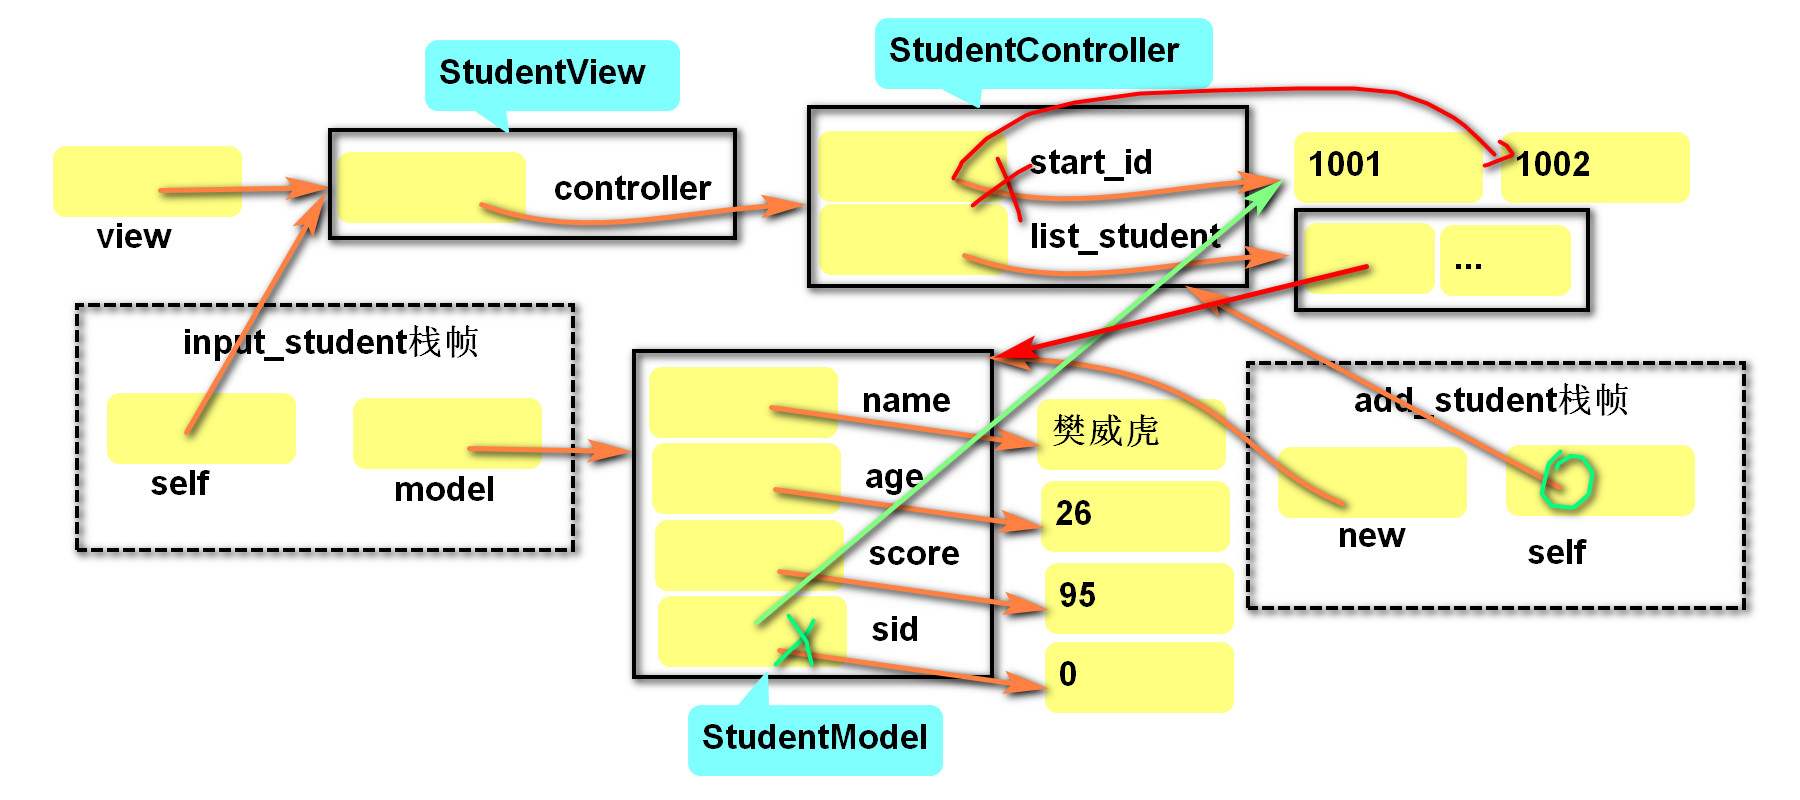 StudentView
StudentController
view
controller
start_id
list_student
1001
1002
...
input_student栈帧
self
model
name
age
score
sid
樊威虎
26
95
0
add_student栈帧
new
self
StudentModel